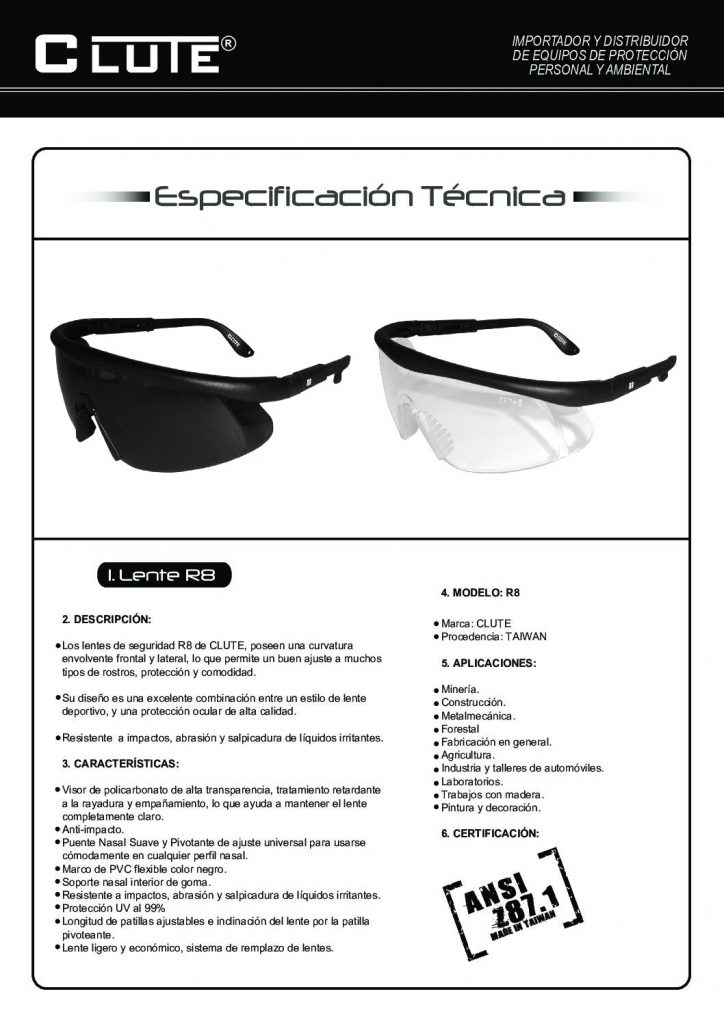 CLUTE®
IMPORTADOR Y DISTRIBUIDOR
DE EQUIPOS DE PROTECCIÓN
PERSONAL Y AMBIENTAL
Especificación Técnica
CLUTE
R8
CLUTE
R8
1. Lente R8
2. DESCRIPCIÓN:
●Los lentes de seguridad R8 de CLUTE, poseen una curvatura
envolvente frontal y lateral, lo que permite un buen ajuste a muchos
tipos de rostros, protección y comodidad.
●Su diseño es una excelente combinación entre un estilo de lente
deportivo, y una protección ocular de alta calidad.
●Resistente a impactos, abrasión y salpicadura de líquidos irritantes.
3. CARACTERÍSTICAS:
●Visor de policarbonato de alta transparencia, tratamiento retardante
a la rayadura y empañamiento, lo que ayuda a mantener el lente
completamente claro.
●Anti-impacto.
●Puente Nasal Suave y Pivotante de ajuste universal para usarse
cómodamente en cualquier perfil nasal.
●Marco de PVC flexible color negro.
●Soporte nasal interior de goma.
●Resistente a impactos, abrasión y salpicadura de líquidos irritantes.
●Protección UV al 99%
●Longitud de patillas ajustables e indinación del lente por la patilla
pivoteante.
●Lente ligero y económico, sistema de remplazo de lentes.
4. MODELO: R8
●Marca: CLUTE
●Procedencia: TAIWAN
5. APLICACIONES:
●Minería.
●Construcción.
●Metalmecánica.
●Forestal
●Fabricación en general.
●Agricultura.
●Industria y talleres de automóviles.
●Laboratorios.
●Trabajos con madera.
●Pintura y decoración.
6. CERTIFICACIÓN:
ANSI
Z87.1
MADE IN TAIWAN